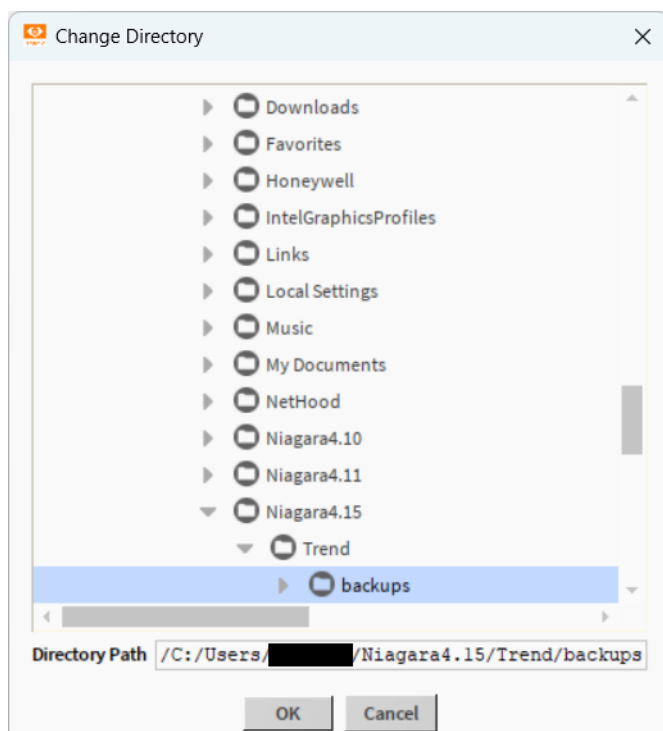 Change Directory
Downloads
Favorites
Honeywell
IntelGraphicsProfiles
Links
Local Settings
Music
My Documents
NetHood
Niagara4.10
Niagara4.11
Niagara4.15
Trend
backups
Directory Path /C:/Users/ /Niagara4.15/Trend/backups
OK Cancel